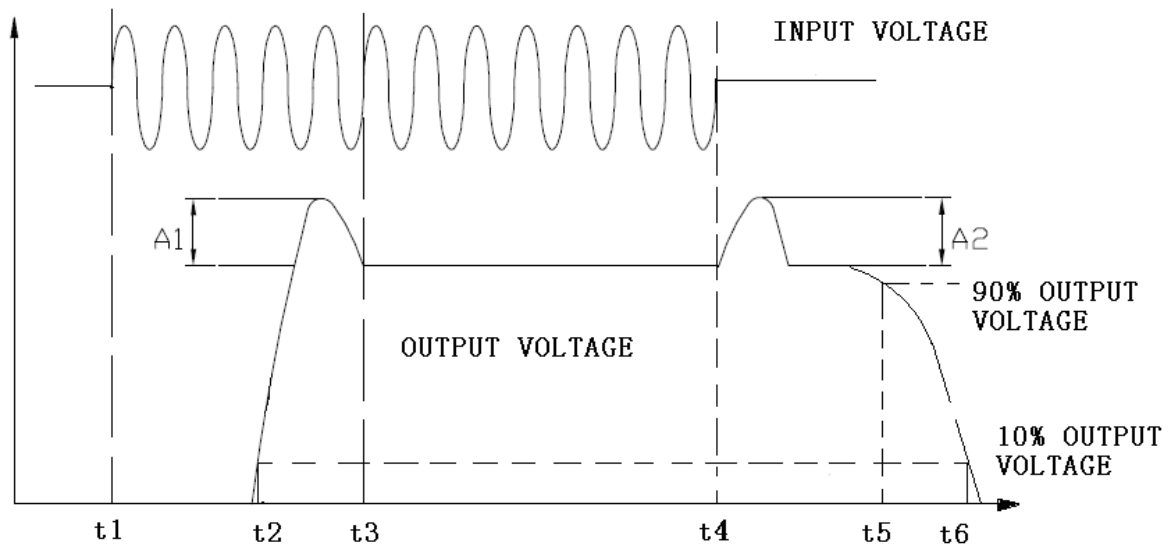 INPUT VOLTAGE
A1
A2
90% OUTPUT
VOLTAGE
OUTPUT VOLTAGE
10% OUTPUT
VOLTAGE
t1
t2
t3
t4
t5
t6